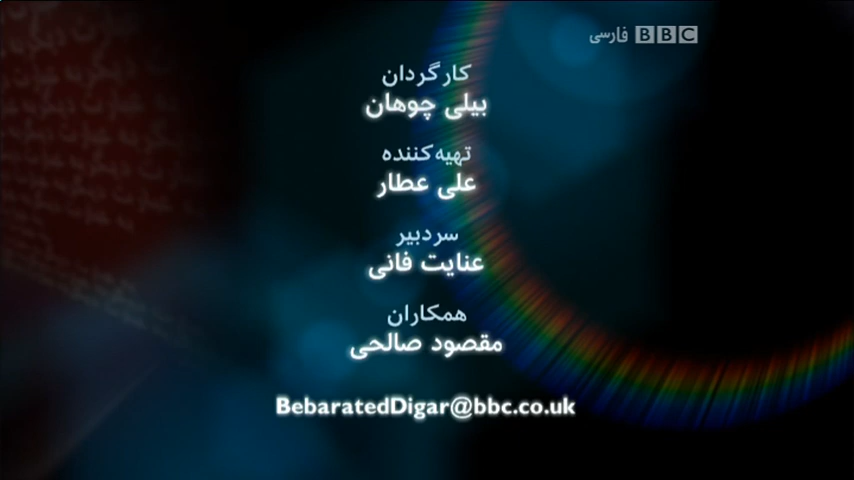 BBC فارسی
کارگردان
بیلی چوهان
تهیه‌کننده
علی عطار
سردبیر
عنایت فانی
همکاران
مقصود صالحی
BebaratedDigar@bbc.co.uk